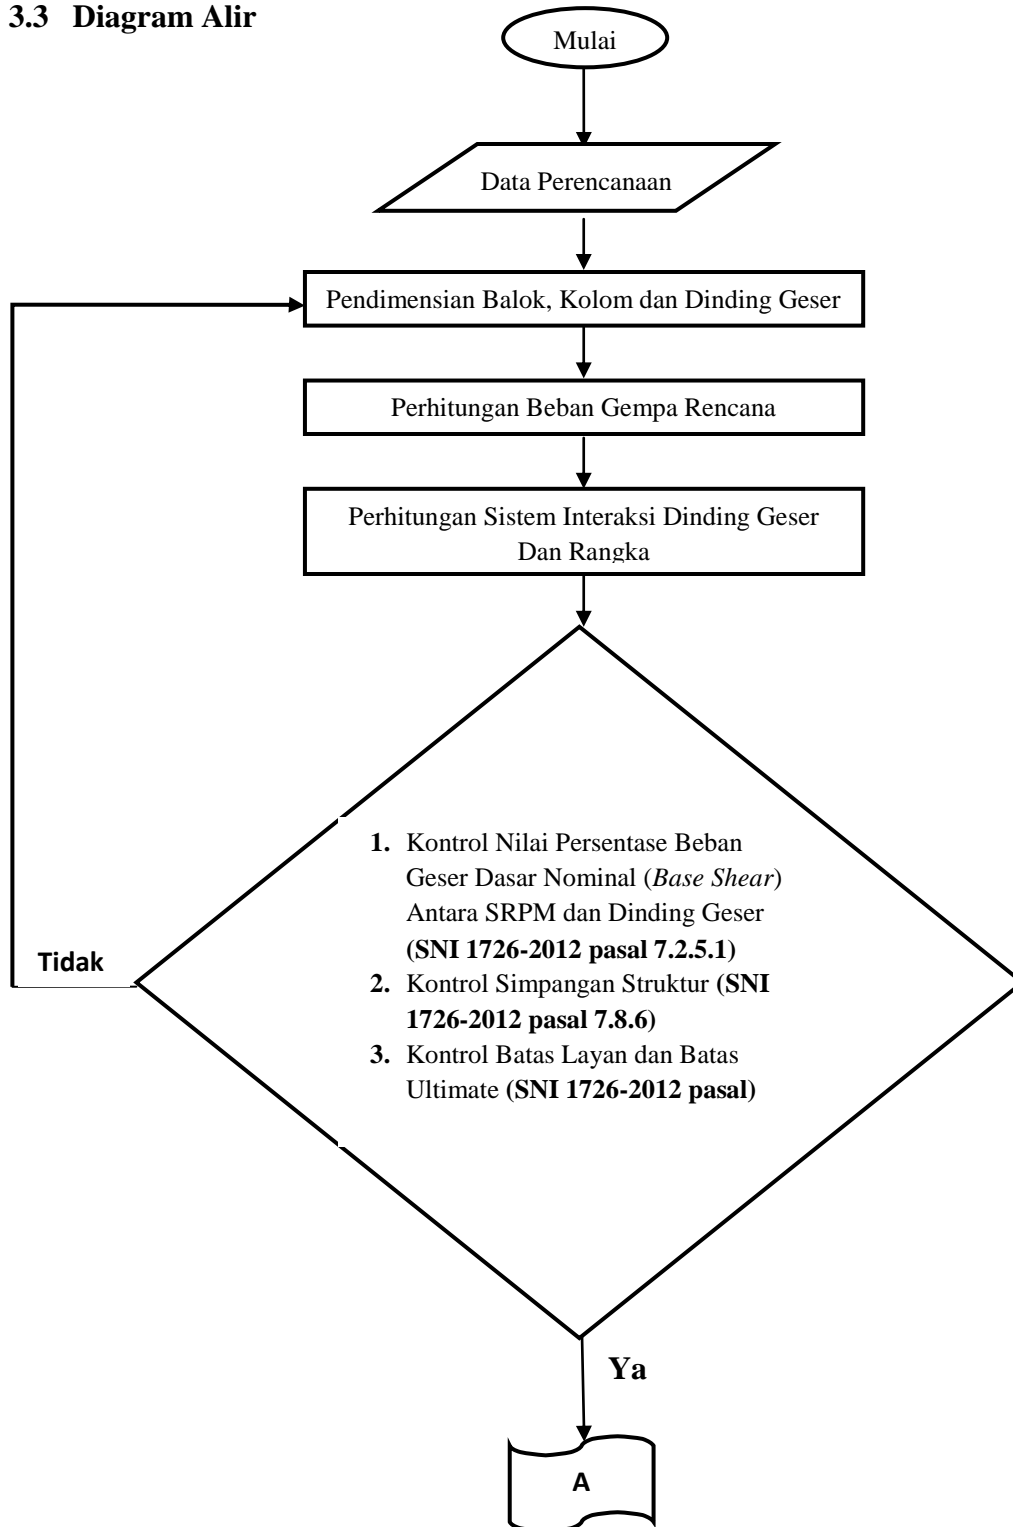 3.3 Diagram Alir
Mulai
Data Perencanaan
Pendimensian Balok, Kolom dan Dinding Geser
Perhitungan Beban Gempa Rencana
Perhitungan Sistem Interaksi Dinding Geser
Dan Rangka
1. Kontrol Nilai Persentase Beban
Geser Dasar Nominal (Base Shear)
Antara SRPM dan Dinding Geser
(SNI 1726-2012 pasal 7.2.5.1)
2. Kontrol Simpangan Struktur (SNI
1726-2012 pasal 7.8.6)
3. Kontrol Batas Layan dan Batas
Ultimate (SNI 1726-2012 pasal)
Tidak
Ya
A